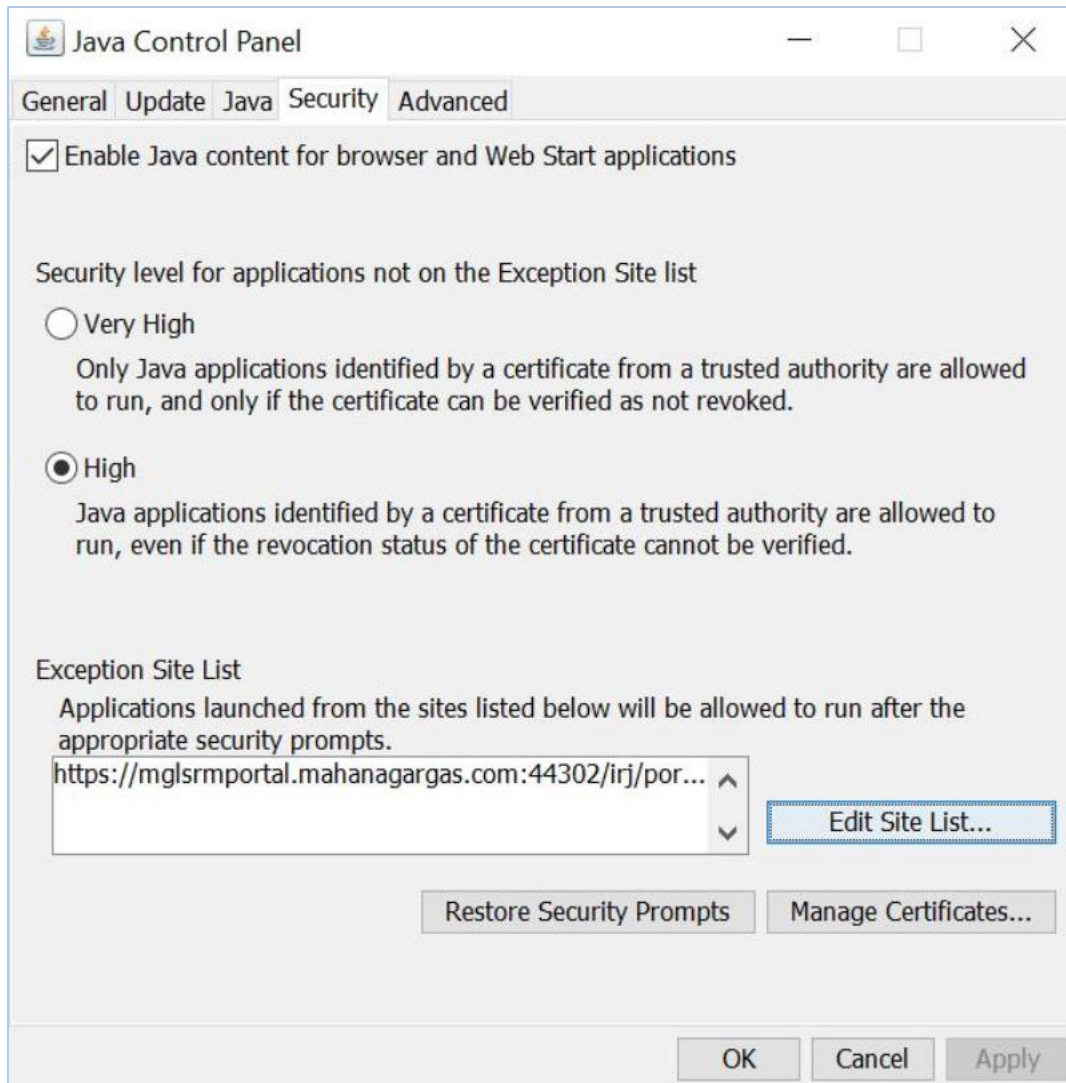 Java Control Panel
General Update Java Security Advanced
Enable Java content for browser and Web Start applications
Security level for applications not on the Exception Site list
Very High
Only Java applications identified by a certificate from a trusted authority are allowed
to run, and only if the certificate can be verified as not revoked.
High
Java applications identified by a certificate from a trusted authority are allowed to
run, even if the revocation status of the certificate cannot be verified.
Exception Site List
Applications launched from the sites listed below will be allowed to run after the
appropriate security prompts.
https://mglsrmportal.mahanagargas.com:44302/irj/por...
Edit Site List...
Restore Security Prompts Manage Certificates...
OK Cancel Apply